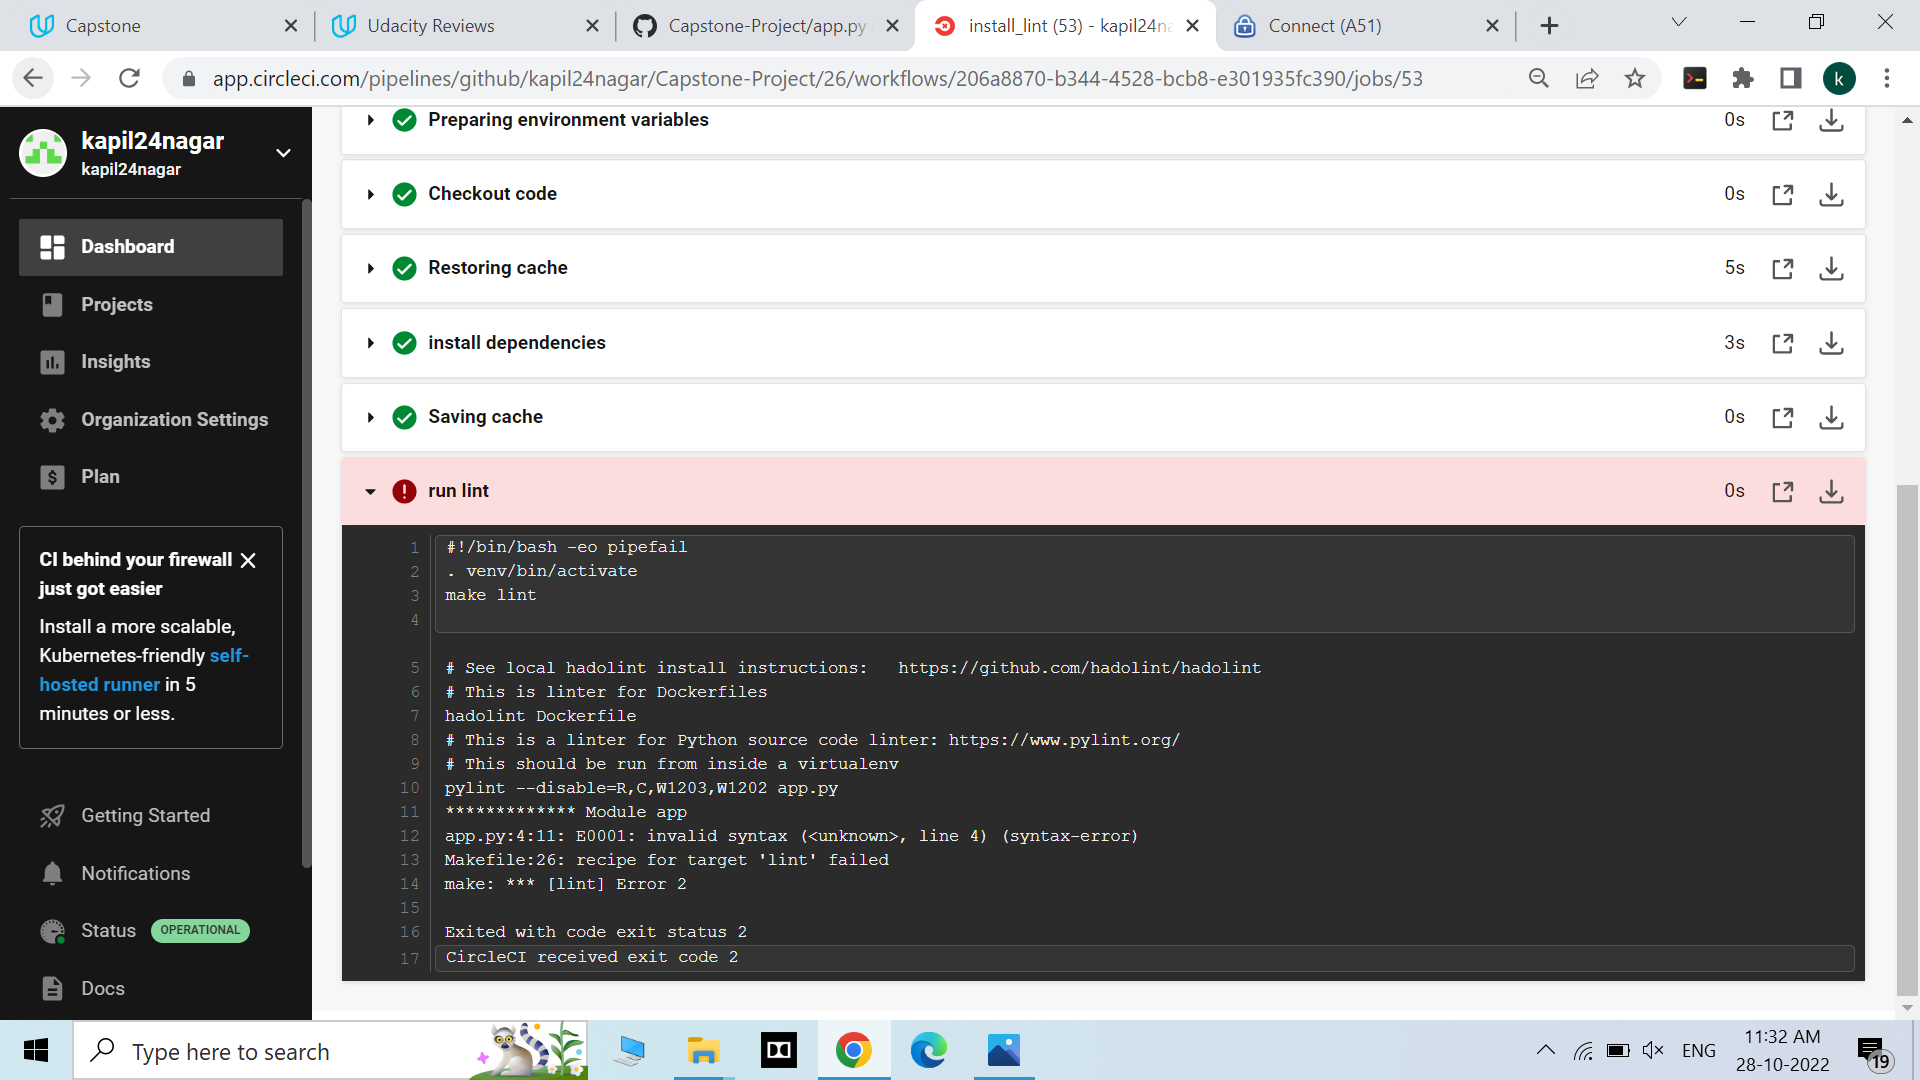 Capstone
Udacity Reviews
Capstone-Project/app.py
install_lint (53) - kapil24na
Connect (A51)
app.circleci.com/pipelines/github/kapil24nagar/Capstone-Project/26/workflows/206a8870-b344-4528-bcb8-e301935fc390/jobs/53
k
kapil24nagar
kapil24nagar
Dashboard
Projects
Insights
Organization Settings
Plan
CI behind your firewall
just got easier
Install a more scalable,
Kubernetes-friendly self-
hosted runner in 5
minutes or less.
Getting Started
Notifications
Status OPERATIONAL
Docs
Preparing environment variables 0s
Checkout code 0s
Restoring cache 5s
install dependencies 3s
Saving cache 0s
run lint 0s
1 #!/bin/bash -eo pipefail
2 . venv/bin/activate
3 make lint
4
5 # See local hadolint install instructions:   https://github.com/hadolint/hadolint
6 # This is linter for Dockerfiles
7 hadolint Dockerfile
8 # This is a linter for Python source code linter: https://www.pylint.org/
9 # This should be run from inside a virtualenv
10 pylint --disable=R,C,W1203,W1202 app.py
11 ************* Module app
12 app.py:4:11: E0001: invalid syntax (<unknown>, line 4) (syntax-error)
13 Makefile:26: recipe for target 'lint' failed
14 make: *** [lint] Error 2
15
16 Exited with code exit status 2
17 CircleCI received exit code 2
Type here to search
ENG
11:32 AM
28-10-2022
19